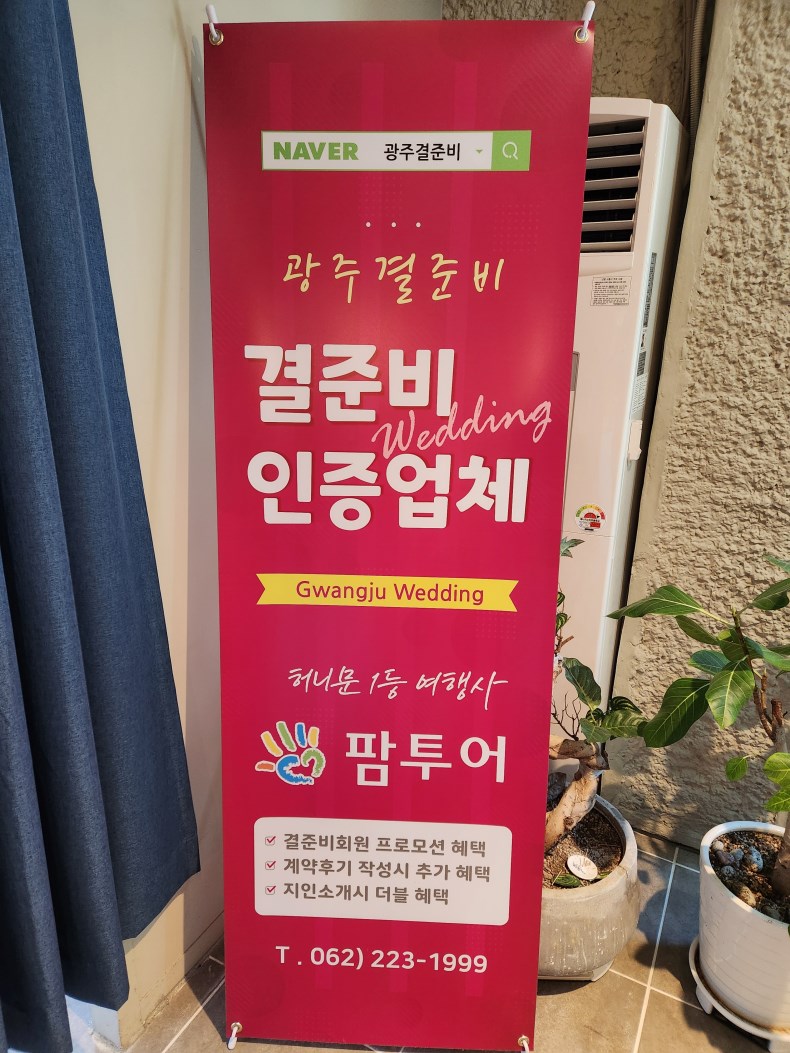 NAVER 광주결준비
광주결준비
결준비
Wedding
인증업체
Gwangju Wedding
허니문 1등 여행사
팜투어
결준비회원 프로모션 혜택
계약후기 작성시 추가 혜택
지인소개시 더블 혜택
T . 062) 223-1999